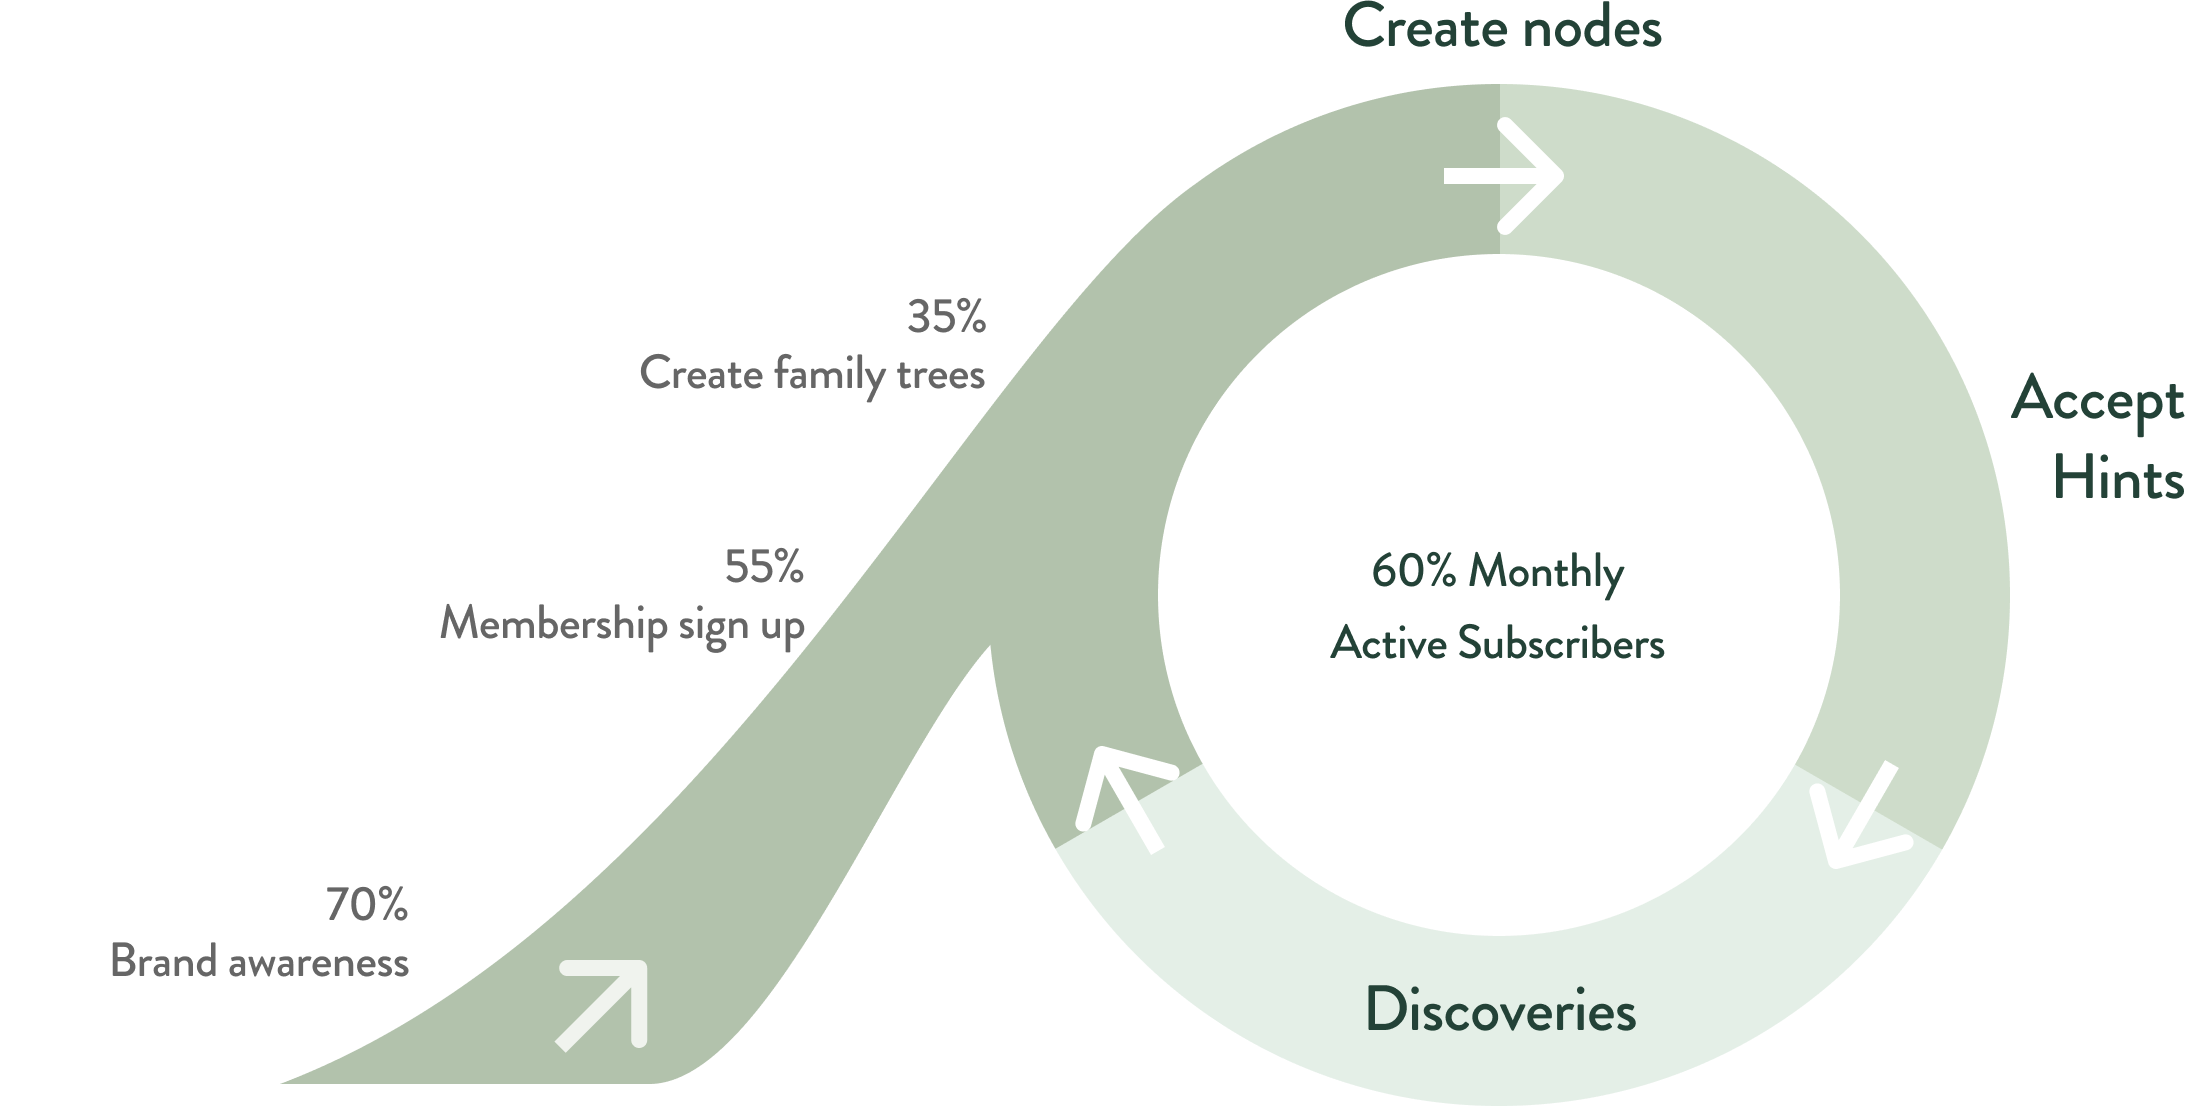 Create nodes
35%
Create family trees
Accept
Hints
55%
Membership sign up
60% Monthly
Active Subscribers
70%
Brand awareness
Discoveries